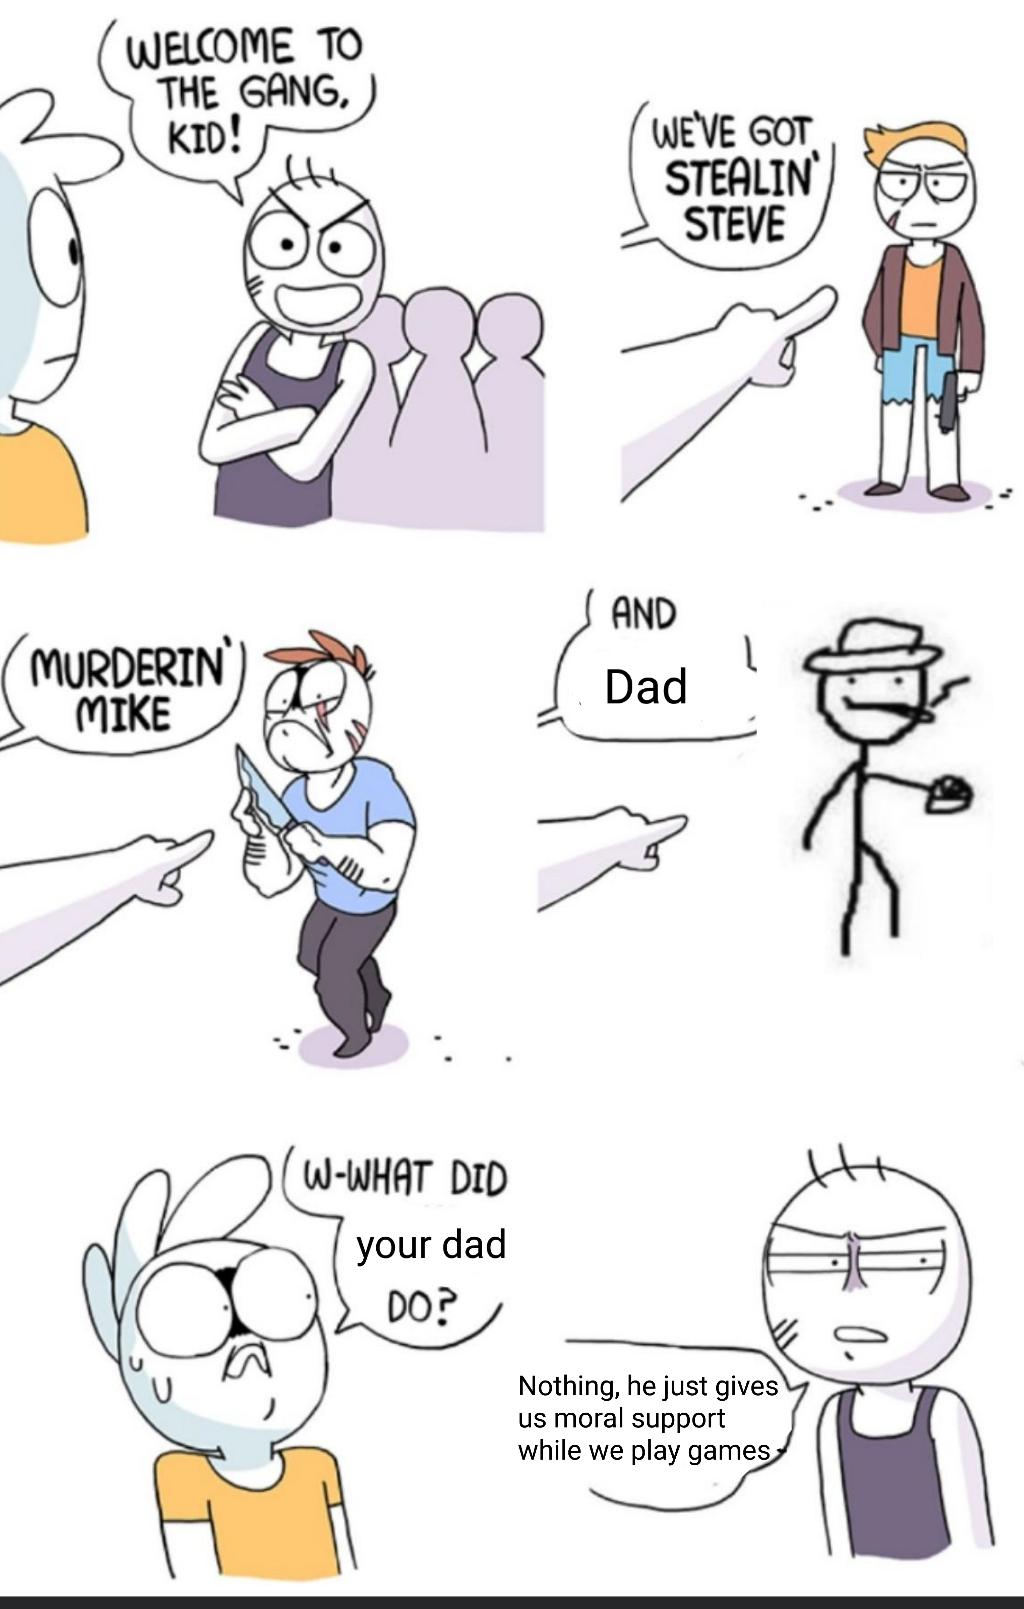 WELCOME TO
THE GANG,
KID!
WE'VE GOT
STEALIN'
STEVE
MURDERIN'
MIKE
AND
Dad
W-WHAT DID
your dad
DO?
Nothing, he just gives
us moral support
while we play games